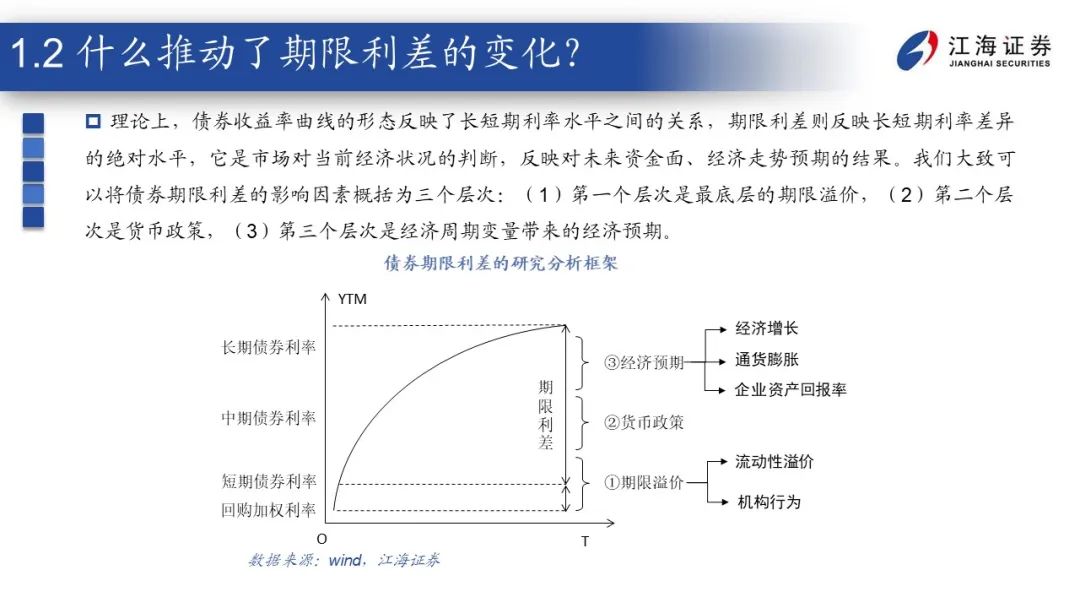 1.2 什么推动了期限利差的变化？
江海证券
JIANGHAI SECURITIES
理论上，债券收益率曲线的形态反映了长短期利率水平之间的关系，期限利差则反映长短期利率差异
的绝对水平，它是市场对当前经济状况的判断，反映对未来资金面、经济走势预期的结果。我们大致可
以将债券期限利差的影响因素概括为三个层次：（1）第一个层次是最底层的期限溢价，（2）第二个层
次是货币政策，（3）第三个层次是经济周期变量带来的经济预期。
债券期限利差的研究分析框架
YTM
长期债券利率
中期债券利率
短期债券利率
回购加权利率
期限利差
③经济预期
经济增长
通货膨胀
企业资产回报率
②货币政策
①期限溢价
流动性溢价
机构行为
O
T
数据来源：wind，江海证券